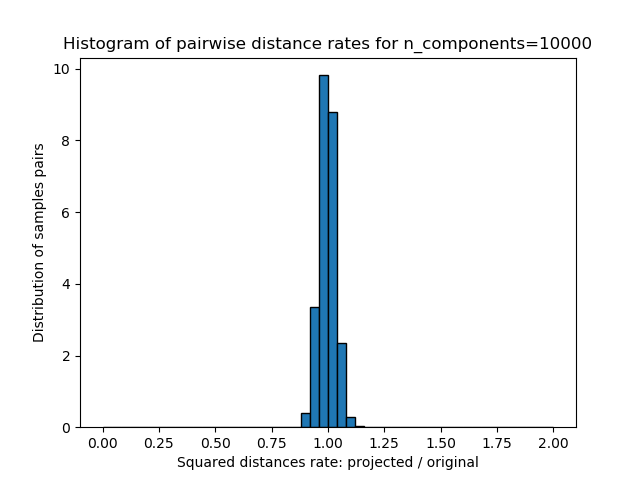 Histogram of pairwise distance rates for n_components=10000
Distribution of samples pairs
10
8
6
4
2
0
0.00 0.25 0.50 0.75 1.00 1.25 1.50 1.75 2.00
Squared distances rate: projected / original